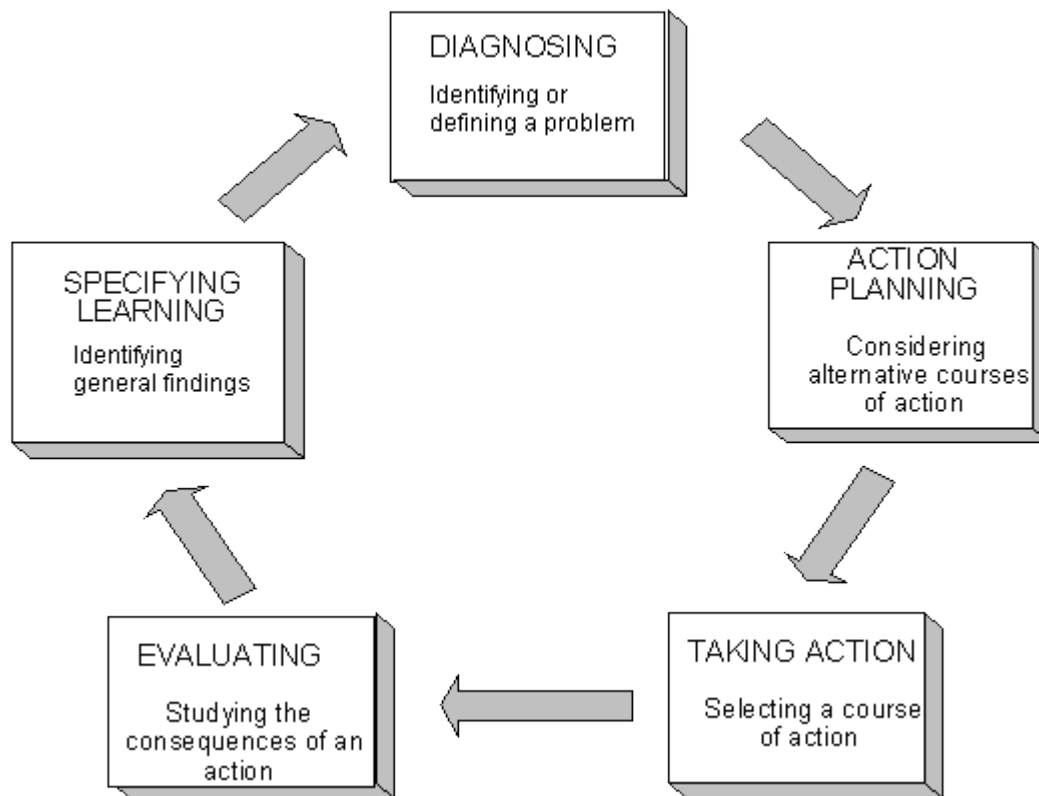 DIAGNOSING
Identifying or
defining a problem
ACTION
PLANNING
Considering
alternative courses
of action
TAKING ACTION
Selecting a course
of action
EVALUATING
Studying the
consequences of an
action
SPECIFYING
LEARNING
Identifying
general findings